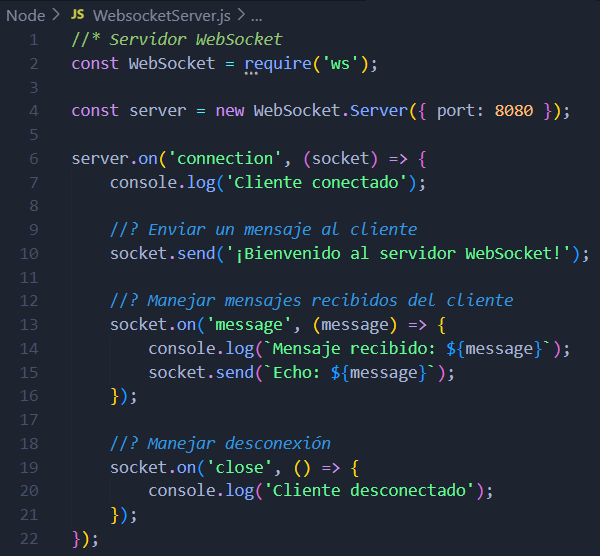 Node > JS WebsocketServer.js > ...
1 //* Servidor WebSocket
2 const WebSocket = require('ws');
3
4 const server = new WebSocket.Server({ port: 8080 });
5
6 server.on('connection', (socket) => {
7     console.log('Cliente conectado');
8
9     //? Enviar un mensaje al cliente
10     socket.send('¡Bienvenido al servidor WebSocket!');
11
12     //? Manejar mensajes recibidos del cliente
13     socket.on('message', (message) => {
14         console.log(`Mensaje recibido: ${message}`);
15         socket.send(`Echo: ${message}`);
16     });
17
18     //? Manejar desconexión
19     socket.on('close', () => {
20         console.log('Cliente desconectado');
21     });
22 });